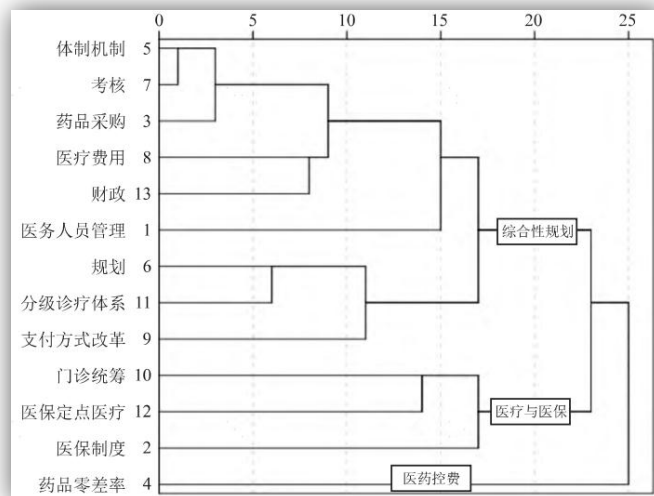 0 5 10 15 20 25
体制机制 5
考核 7
药品采购 3
医疗费用 8
财政 13
医务人员管理 1
综合性规划
规划 6
分级诊疗体系 11
支付方式改革 9
门诊统筹 10
医保定点医疗 12
医疗与医保
医保制度 2
药品零差率 4
医药控费